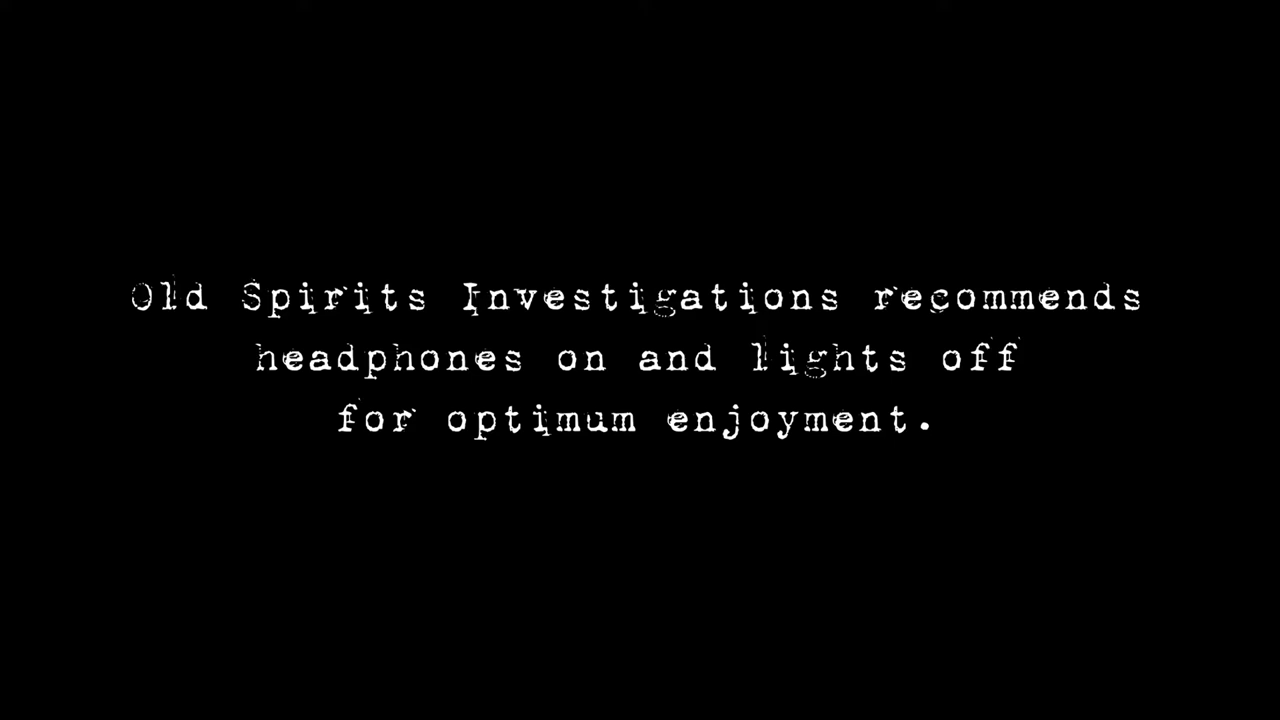 Old Spirits Investigations recommends
headphones on and lights off
for optimum enjoyment.